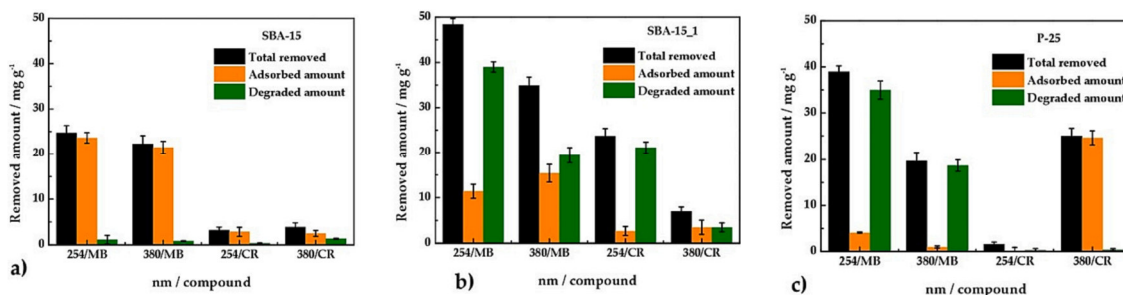 SBA-15
Total removed
Adsorbed amount
Degraded amount
Removed amount / mg g⁻¹
50
40
30
20
10
0
254/MB 380/MB 254/CR 380/CR
nm / compound
a)
SBA-15_1
Total removed
Adsorbed amount
Degraded amount
Removed amount / mg g⁻¹
50
40
30
20
10
0
254/MB 380/MB 254/CR 380/CR
nm / compound
b)
P-25
Total removed
Adsorbed amount
Degraded amount
Removed amount / mg g⁻¹
50
40
30
20
10
0
254/MB 380/MB 254/CR 380/CR
nm / compound
c)